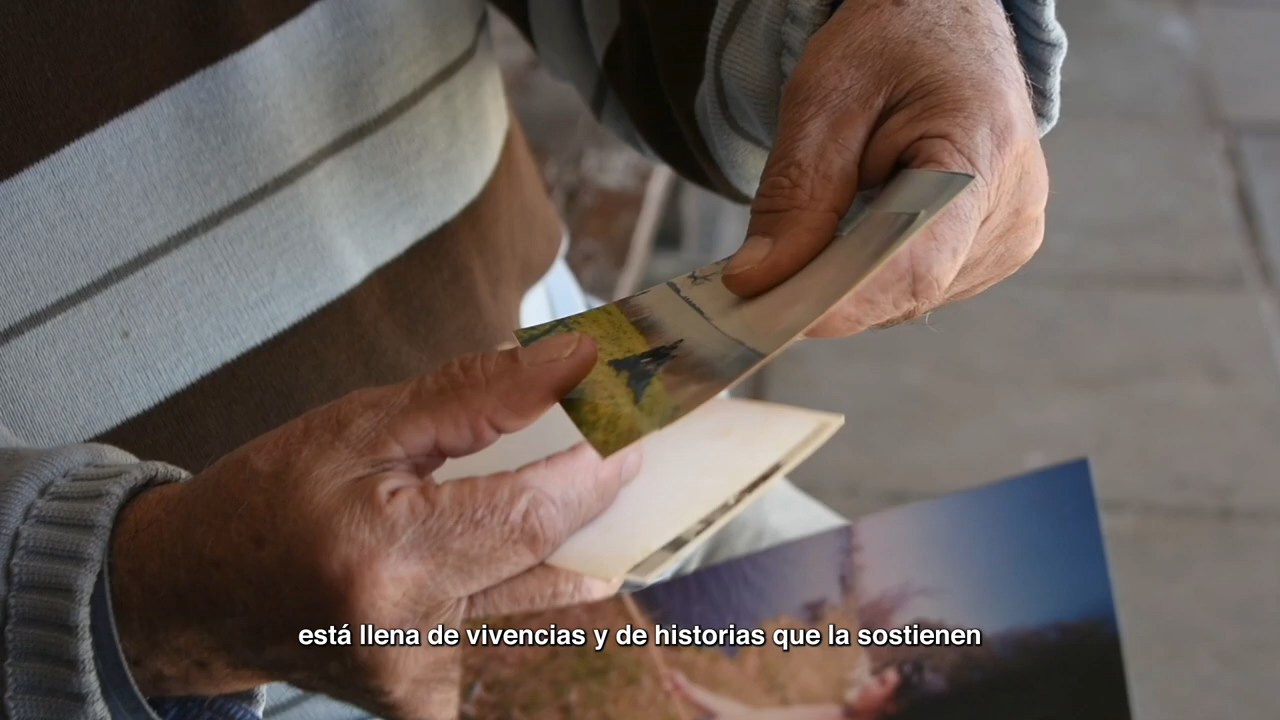 está llena de vivencias y de historias que la sostienen